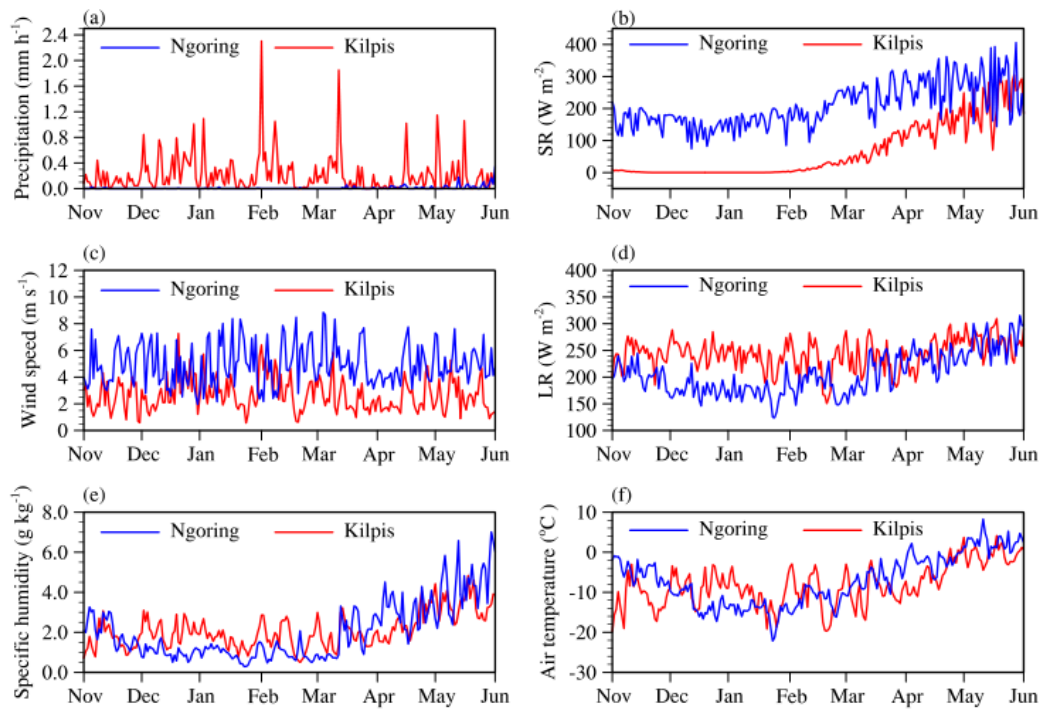 (a)
Precipitation (mm h-1)
2.4
2.0
1.6
1.2
0.8
0.4
0.0
Ngoring Kilpis
Nov Dec Jan Feb Mar Apr May Jun
(b)
SR (W m-2)
400
300
200
100
0
Ngoring Kilpis
Nov Dec Jan Feb Mar Apr May Jun
(c)
Wind speed (m s-1)
12
10
8
6
4
2
0
Ngoring Kilpis
Nov Dec Jan Feb Mar Apr May Jun
(d)
LR (W m-2)
400
350
300
250
200
150
100
Ngoring Kilpis
Nov Dec Jan Feb Mar Apr May Jun
(e)
Specific humidity (g kg-1)
8.0
6.0
4.0
2.0
0.0
Ngoring Kilpis
Nov Dec Jan Feb Mar Apr May Jun
(f)
Air temperature (°C)
10
0
-10
-20
-30
Ngoring Kilpis
Nov Dec Jan Feb Mar Apr May Jun